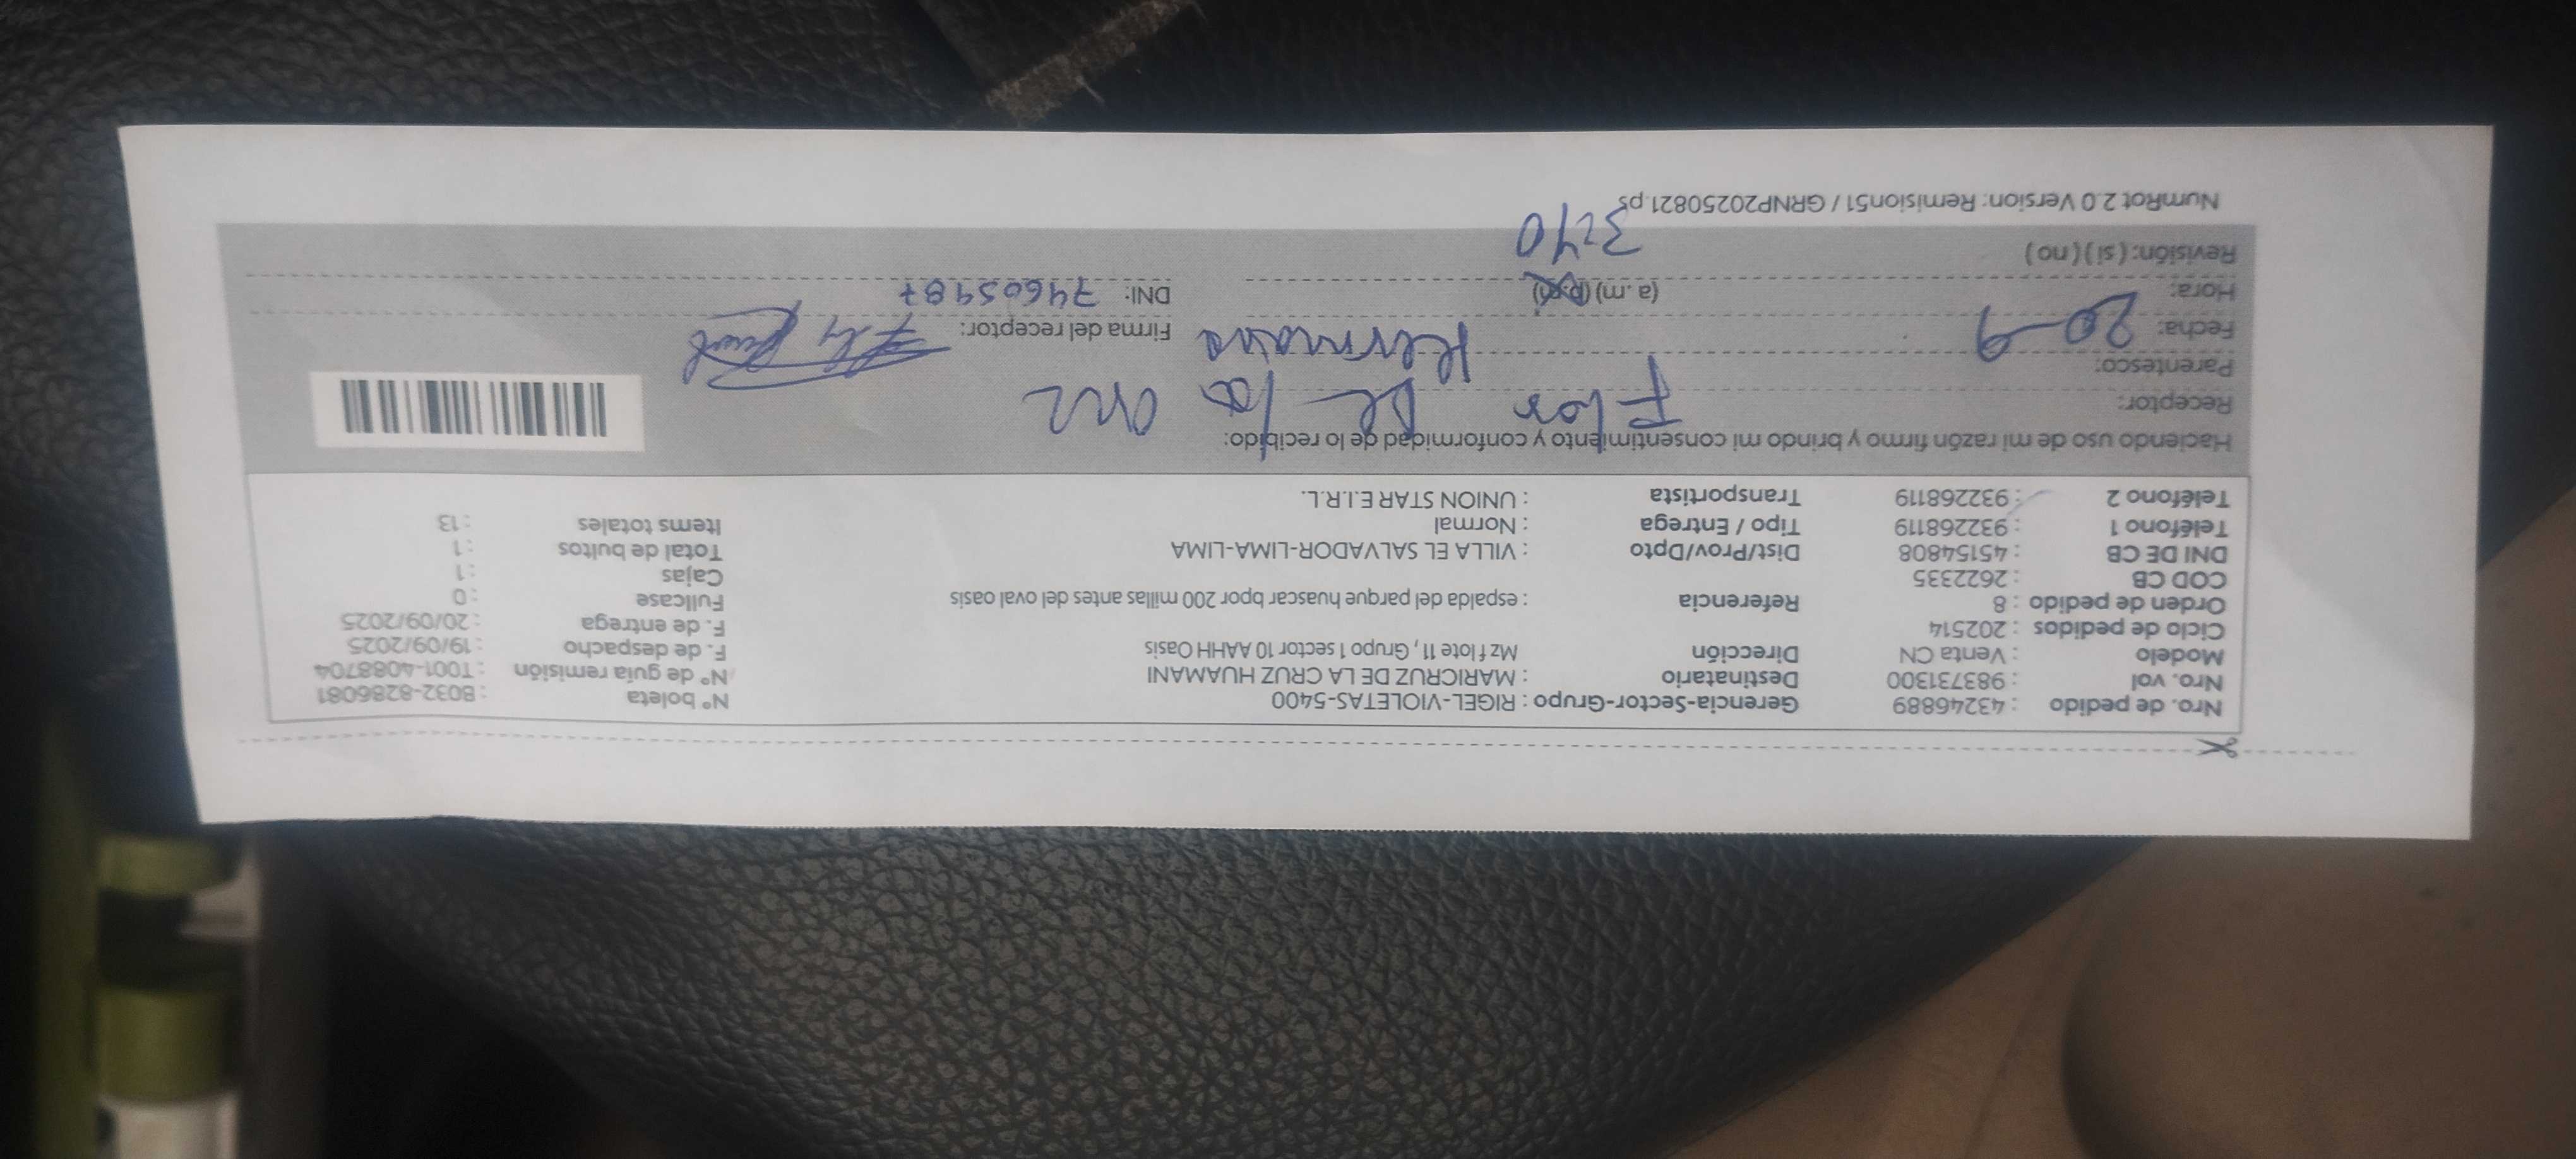 Nro. de pedido : 43246889 Gerencia-Sector-Grupo : RIGEL-VIOLETAS-5400 N° boleta : B032-8286081
Nro. vol : 983731300 Destinatario : MARICRUZ DE LA CRUZ HUAMANI N° de guía remisión : T001-4088704
Modelo : Venta CN Dirección Mz f lote 11, Grupo 1 sector 10 AAHH Oasis F. de despacho : 19/09/2025
Ciclo de pedidos : 202514 F. de entrega : 20/09/2025
Orden de pedido : 8 Referencia : espalda del parque huascar bpor 200 millas antes del oval oasis Fullcase : 0
COD CB : 2622335 Cajas : 1
DNI DE CB : 45154808 Dist/Prov/Dpto : VILLA EL SALVADOR-LIMA-LIMA Total de bultos : 1
Teléfono 1 : 932268119 Tipo / Entrega : Normal Items totales : 13
Teléfono 2 : 932268119 Transportista : UNION STAR E.I.R.L.
Haciendo uso de mi razón firmo y brindo mi consentimiento y conformidad de lo recibido:
Receptor: Flor De la
Parentesco: Hermana
Fecha: 20-9 Firma del receptor:
Hora: (a.m) (p.m) DNI: 74605987
3:40
Revisión: ( si ) ( no )
NumRot 2.0 Version: Remision51 / GRNP20250821.ps